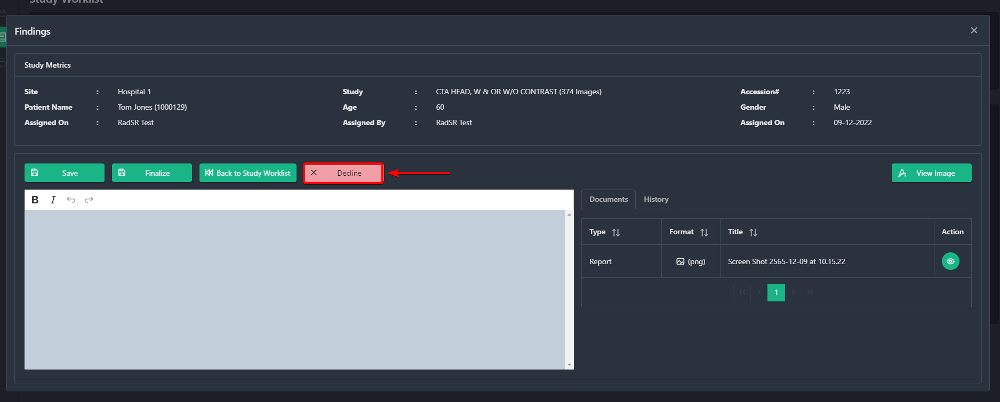 Study Worklist
Findings
Study Metrics
Site : Hospital 1 Study : CTA HEAD, W & OR W/O CONTRAST (374 Images) Accession# : 1223
Patient Name : Tom Jones (1000129) Age : 60 Gender : Male
Assigned On : RadSR Test Assigned By : RadSR Test Assigned On : 09-12-2022
Save Finalize Back to Study Worklist Decline View Image
B I
Documents History
Type Format Title Action
Report (png) Screen Shot 2565-12-09 at 10.15.22
« ‹ 1 › »